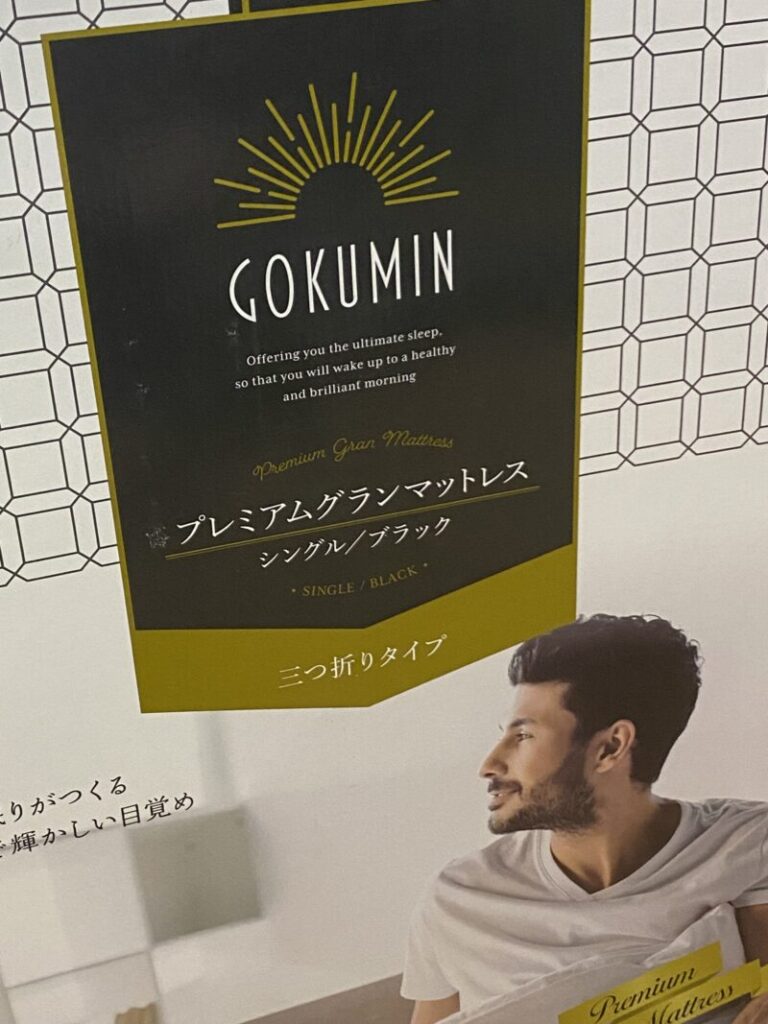 GOKUMIN
Offering you the ultimate sleep,
so that you will wake up to a healthy
and brilliant morning
Premium Gran Mattress
プレミアムグランマットレス
シングル/ブラック
• SINGLE / BLACK •
三つ折りタイプ
りがつくる
輝かしい目覚め
Premium
Mattress